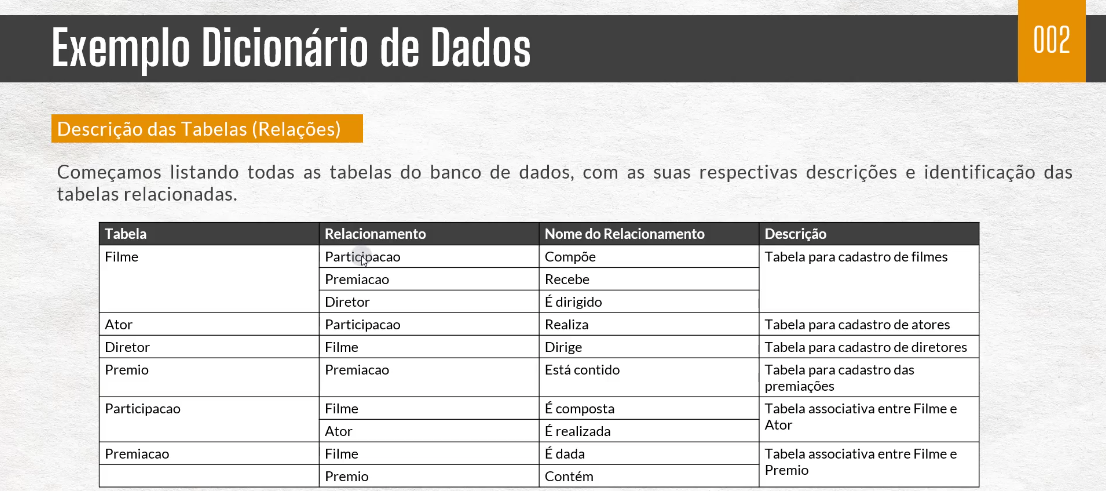 Exemplo Dicionário de Dados
002
Descrição das Tabelas (Relações)
Começamos listando todas as tabelas do banco de dados, com as suas respectivas descrições e identificação das
tabelas relacionadas.
Tabela Relacionamento Nome do Relacionamento Descrição
Filme Participacao Compõe Tabela para cadastro de filmes
Premiacao Recebe
Diretor É dirigido
Ator Participacao Realiza Tabela para cadastro de atores
Diretor Filme Dirige Tabela para cadastro de diretores
Premio Premiacao Está contido Tabela para cadastro das
premiações
Participacao Filme É composta Tabela associativa entre Filme e
Ator É realizada Ator
Premiacao Filme É dada Tabela associativa entre Filme e
Premio Contém Premio